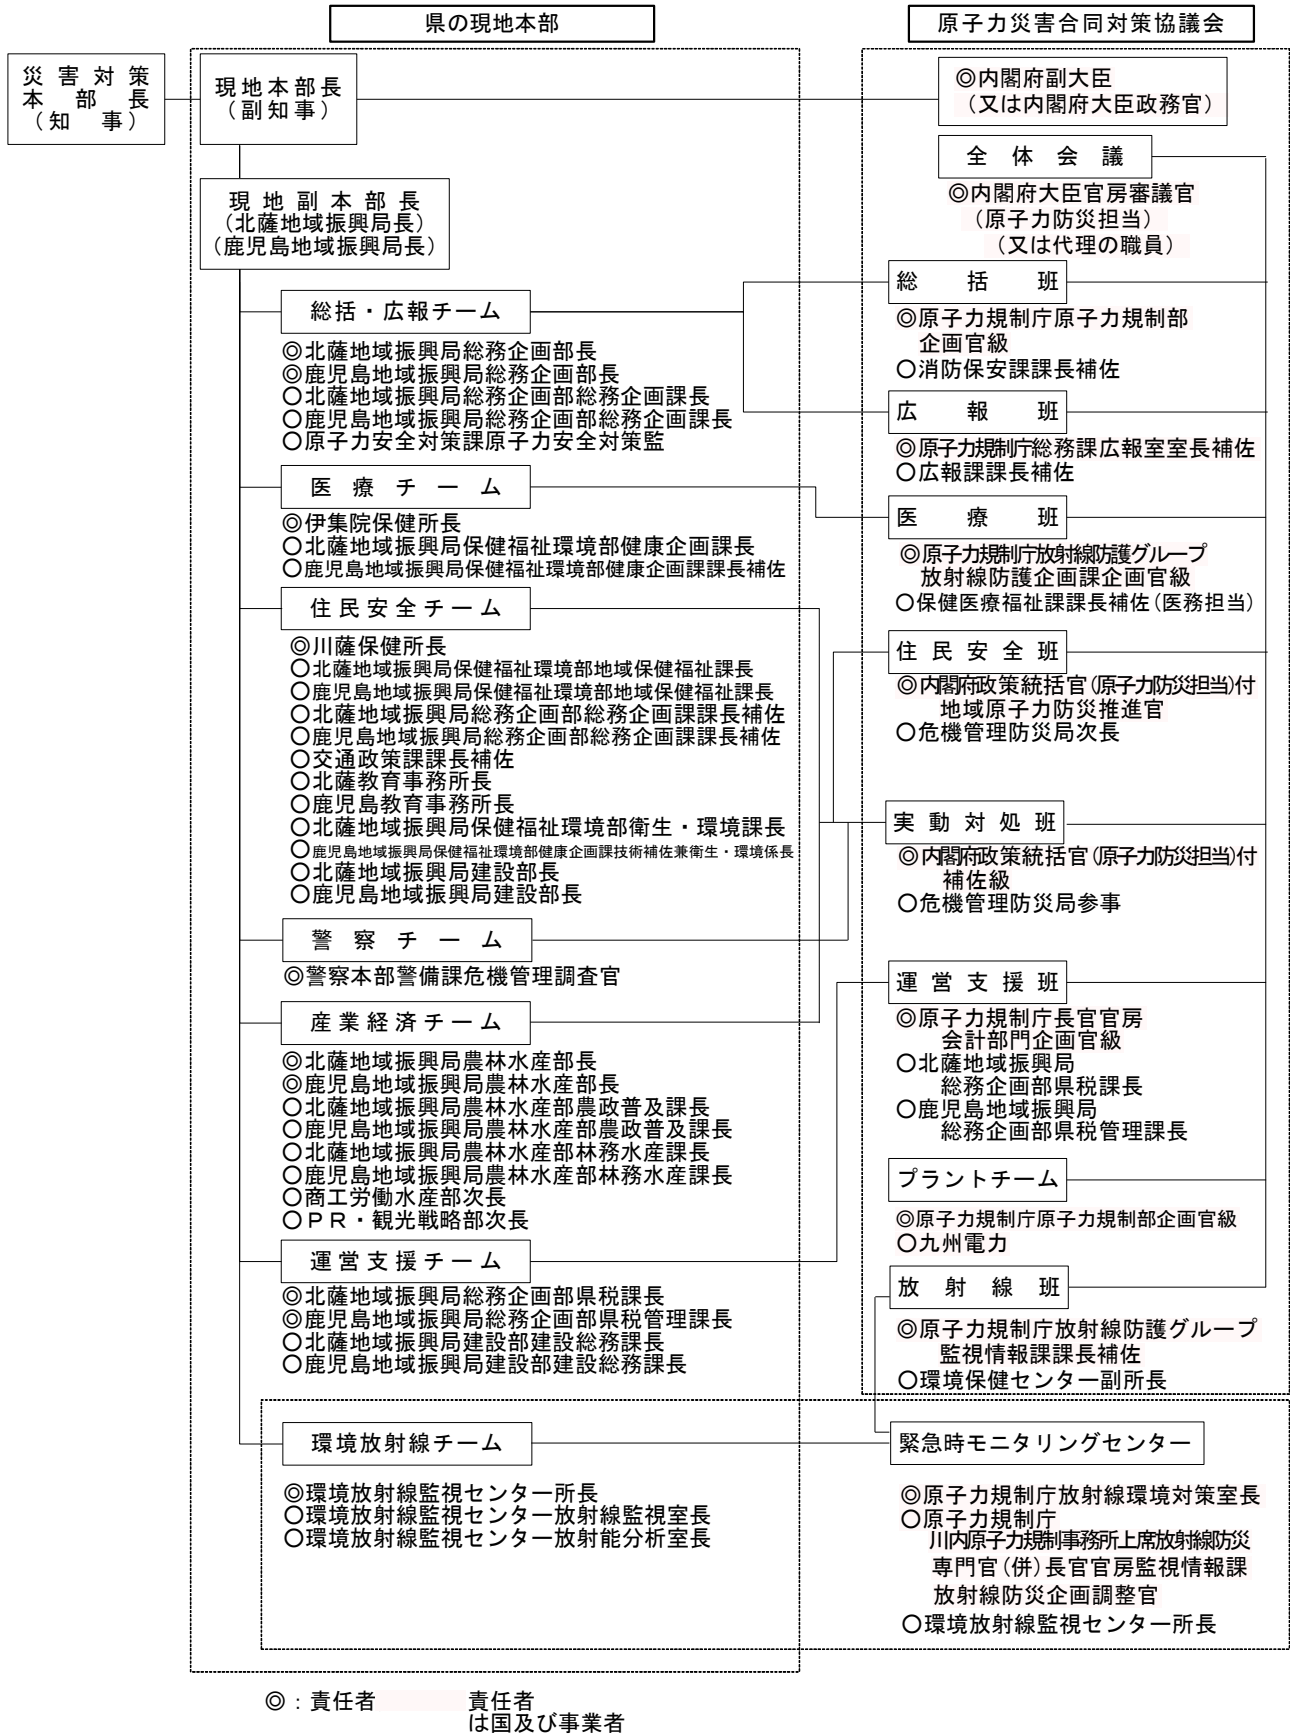 県の現地本部
原子力災害合同対策協議会
災害対策
本部長
(知事)
現地本部長
(副知事)
◎内閣府副大臣
(又は内閣府大臣政務官)
全体会議
◎内閣府大臣官房審議官
(原子力防災担当)
(又は代理の職員)
現地副本部長
(北薩地域振興局長)
(鹿児島地域振興局長)
総括・広報チーム
◎北薩地域振興局総務企画部長
◎鹿児島地域振興局総務企画部長
○北薩地域振興局総務企画部総務企画課長
○鹿児島地域振興局総務企画部総務企画課長
○原子力安全対策課原子力安全対策監
医療チーム
◎伊集院保健所長
○北薩地域振興局保健福祉環境部健康企画課長
○鹿児島地域振興局保健福祉環境部健康企画課課長補佐
住民安全チーム
◎川薩保健所長
○北薩地域振興局保健福祉環境部地域保健福祉課長
○鹿児島地域振興局保健福祉環境部地域保健福祉課長
○北薩地域振興局総務企画部総務企画課課長補佐
○鹿児島地域振興局総務企画部総務企画課課長補佐
○交通政策課課長補佐
○北薩教育事務所長
○鹿児島教育事務所長
○北薩地域振興局保健福祉環境部衛生・環境課長
○鹿児島地域振興局保健福祉環境部健康企画課技術補佐兼衛生・環境係長
○北薩地域振興局建設部長
○鹿児島地域振興局建設部長
警察チーム
◎警察本部警備課危機管理調査官
産業経済チーム
◎北薩地域振興局農林水産部長
◎鹿児島地域振興局農林水産部長
○北薩地域振興局農林水産部農政普及課長
○鹿児島地域振興局農林水産部農政普及課長
○北薩地域振興局農林水産部林務水産課長
○鹿児島地域振興局農林水産部林務水産課長
○商工労働水産部次長
○PR・観光戦略部次長
運営支援チーム
◎北薩地域振興局総務企画部県税課長
◎鹿児島地域振興局総務企画部県税管理課長
○北薩地域振興局建設部建設総務課長
○鹿児島地域振興局建設部建設総務課長
環境放射線チーム
◎環境放射線監視センター所長
○環境放射線監視センター放射線監視室長
○環境放射線監視センター放射能分析室長
総括班
◎原子力規制庁原子力規制部
企画官級
○消防保安課課長補佐
広報班
◎原子力規制庁総務課広報室室長補佐
○広報課課長補佐
医療班
◎原子力規制庁放射線防護グループ
放射線防護企画課企画官級
○保健医療福祉課課長補佐(医務担当)
住民安全班
◎内閣府政策統括官(原子力防災担当)付
地域原子力防災推進官
○危機管理防災局次長
実動対処班
◎内閣府政策統括官(原子力防災担当)付
補佐級
○危機管理防災局参事
運営支援班
◎原子力規制庁長官官房
会計部門企画官級
○北薩地域振興局
総務企画部県税課長
○鹿児島地域振興局
総務企画部県税管理課長
プラントチーム
◎原子力規制庁原子力規制部企画官級
○九州電力
放射線班
◎原子力規制庁放射線防護グループ
監視情報課課長補佐
○環境保健センター副所長
緊急時モニタリングセンター
◎原子力規制庁放射線環境対策室長
○原子力規制庁
川内原子力規制事務所上席放射線防災
専門官(併)長官官房監視情報課
放射線防災企画調整官
○環境放射線監視センター所長
◎:責任者 責任者
は国及び事業者